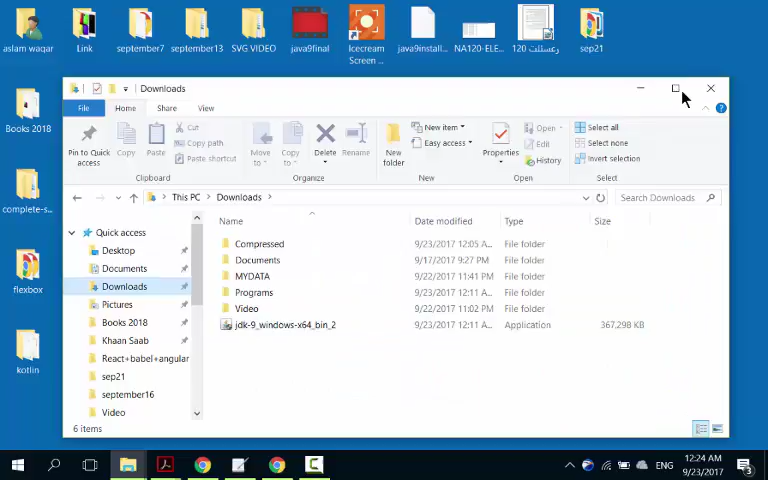 aslam waqar
Link
september7
september13
SVG VIDEO
java9final
Icecream
Screen ..
java9install...
NA120-ELE...
رعستلت 120
sep21
Books 2018
complete-s...
flexbox
kotlin
Downloads
File
Home
Share
View
Pin to Quick
access
Copy
Paste
Cut
Copy path
Paste shortcut
Clipboard
Move
to
Copy
to
Delete
Rename
Organize
New
folder
New item
Easy access
New
Properties
Open
Edit
History
Open
Select all
Select none
Invert selection
Select
This PC
Downloads
Search Downloads
Quick access
Desktop
Documents
Downloads
Pictures
Books 2018
Khaan Saab
React+babel+angular
sep21
september16
Video
Name Date modified Type Size
Compressed 9/23/2017 12:05 A... File folder
Documents 9/17/2017 9:27 PM File folder
MYDATA 9/22/2017 11:41 PM File folder
Programs 9/23/2017 12:11 A... File folder
Video 9/22/2017 11:02 PM File folder
jdk-9_windows-x64_bin_2 9/23/2017 12:11 A... Application 367,298 KB
6 items
ENG
12:24 AM
9/23/2017
3